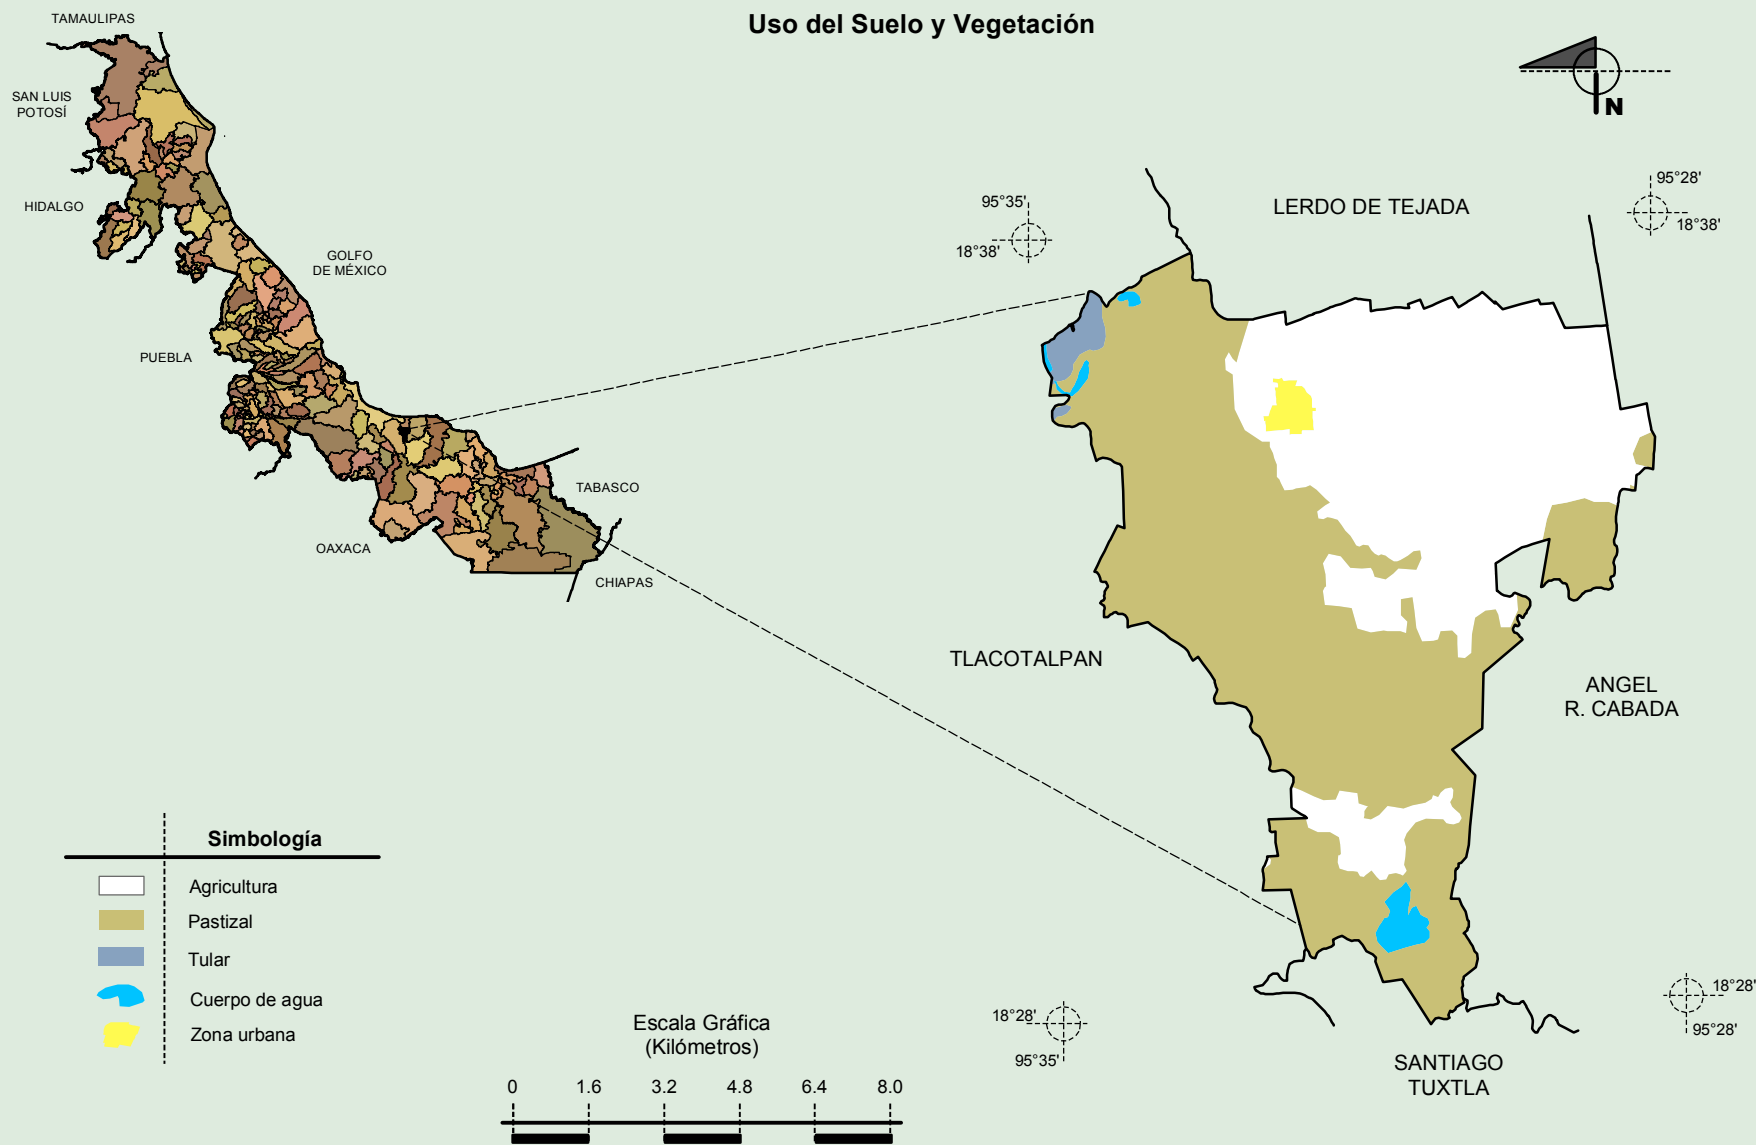 Uso del Suelo y Vegetación
TAMAULIPAS
SAN LUIS
POTOSÍ
HIDALGO
GOLFO
DE MÉXICO
PUEBLA
TABASCO
OAXACA
CHIAPAS
N
95°35'
18°38'
LERDO DE TEJADA
95°28'
18°38'
TLACOTALPAN
ANGEL
R. CABADA
Simbología
Agricultura
Pastizal
Tular
Cuerpo de agua
Zona urbana
Escala Gráfica
(Kilómetros)
0 1.6 3.2 4.8 6.4 8.0
18°28'
95°35'
18°28'
95°28'
SANTIAGO
TUXTLA